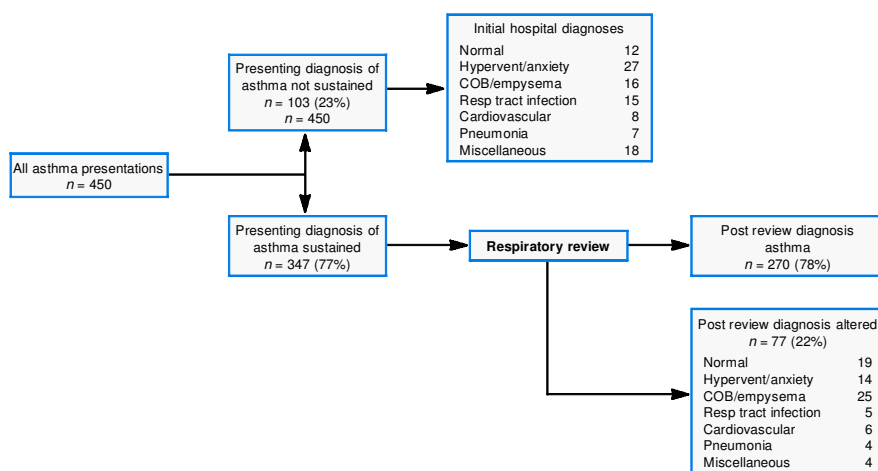 Initial hospital diagnoses
Normal 12
Hypervent/anxiety 27
COB/empysema 16
Resp tract infection 15
Cardiovascular 8
Pneumonia 7
Miscellaneous 18
Presenting diagnosis of
asthma not sustained
n = 103 (23%)
n = 450
All asthma presentations
n = 450
Presenting diagnosis of
asthma sustained
n = 347 (77%)
Respiratory review
Post review diagnosis
asthma
n = 270 (78%)
Post review diagnosis altered
n = 77 (22%)
Normal 19
Hypervent/anxiety 14
COB/empysema 25
Resp tract infection 5
Cardiovascular 6
Pneumonia 4
Miscellaneous 4